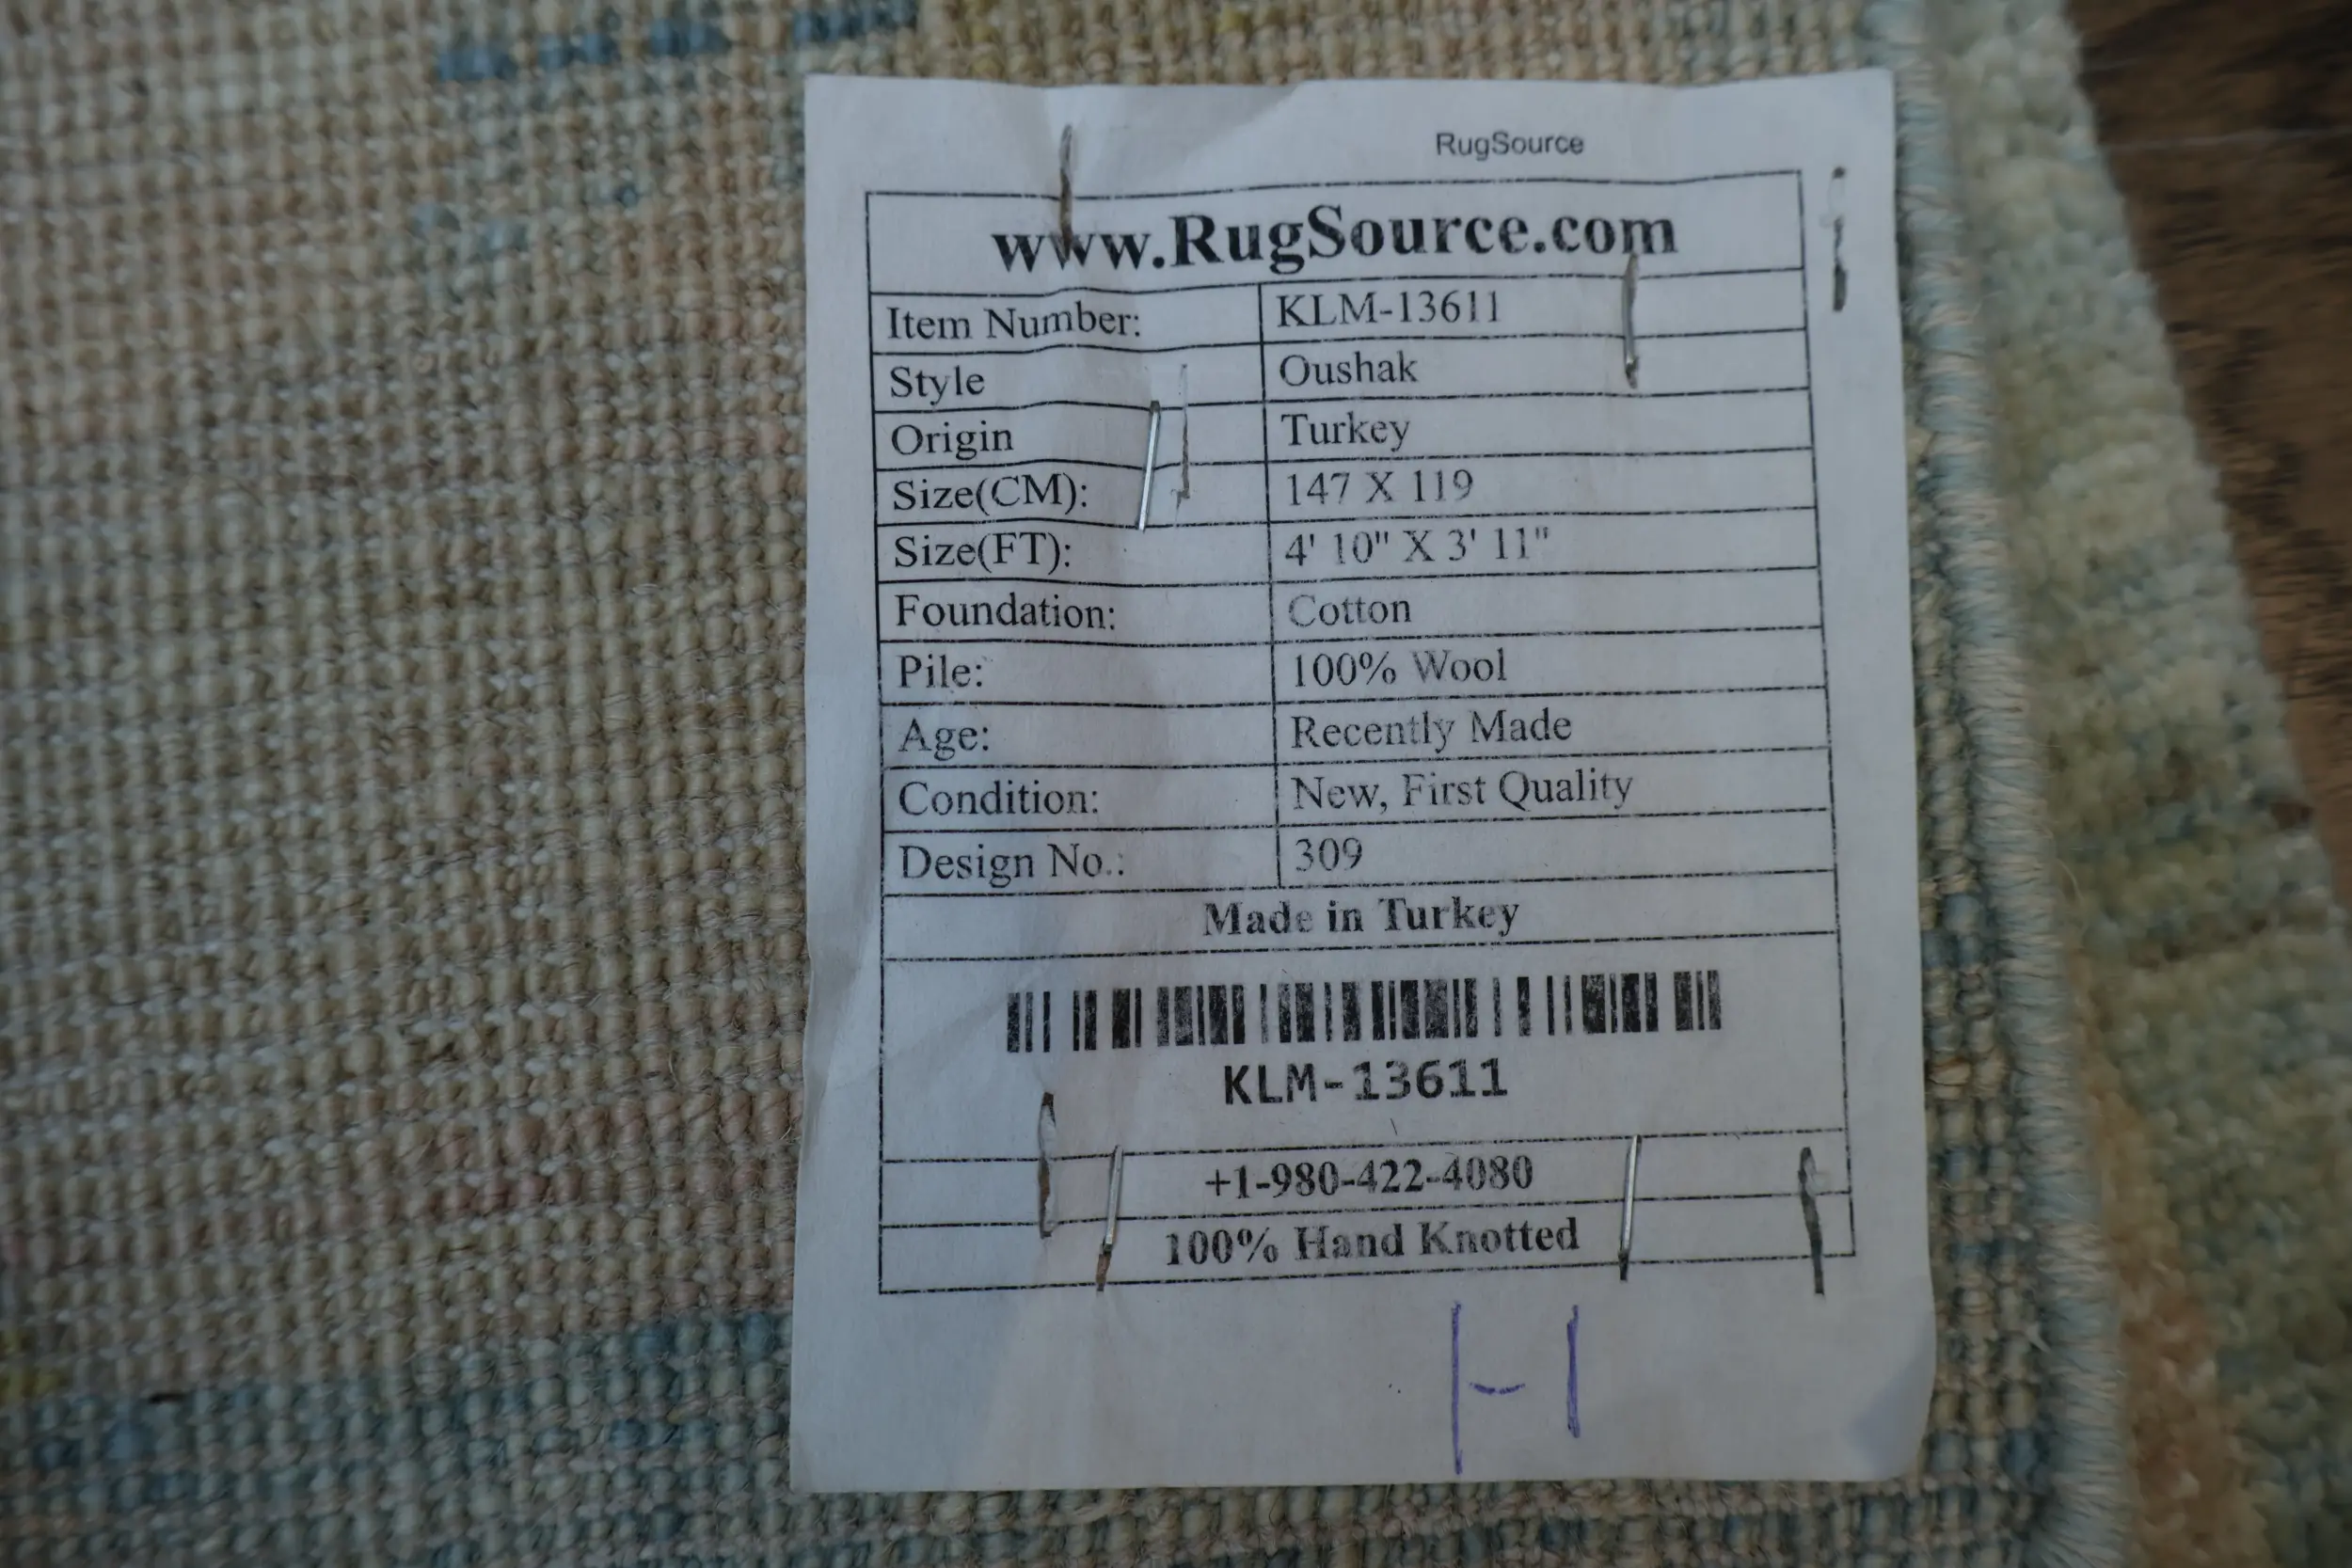 RugSource
www.RugSource.com
Item Number: KLM-13611
Style Oushak
Origin Turkey
Size(CM): 147 X 119
Size(FT): 4' 10" X 3' 11"
Foundation: Cotton
Pile: 100% Wool
Age: Recently Made
Condition: New, First Quality
Design No.: 309
Made in Turkey
KLM-13611
+1-980-422-4080
100% Hand Knotted
1-1